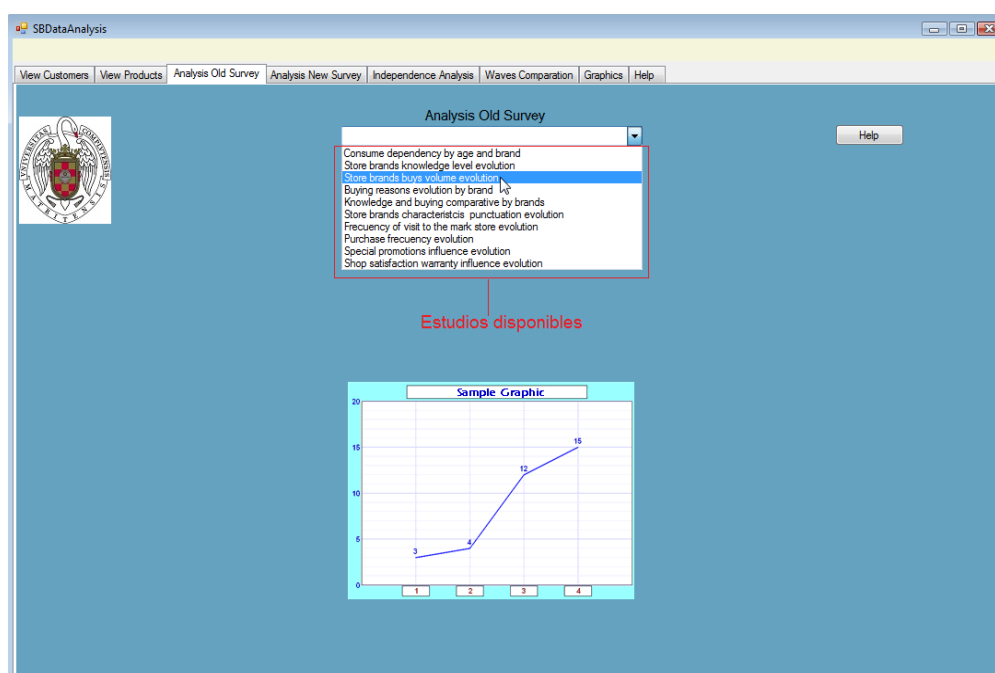 SBDataAnalysis
View Customers View Products Analysis Old Survey Analysis New Survey Independence Analysis Waves Comparation Graphics Help
Analysis Old Survey
Help
Consume dependency by age and brand
Store brands knowledge level evolution
Store brands buys volume evolution
Buying reasons evolution by brand
Knowledge and buying comparative by brands
Store brands characteristcis punctuation evolution
Frecuency of visit to the mark store evolution
Purchase frecuency evolution
Special promotions influence evolution
Shop satisfaction warranty influence evolution
Estudios disponibles
Sample Graphic
20
15
10
5
0
3
4
12
15
1 2 3 4